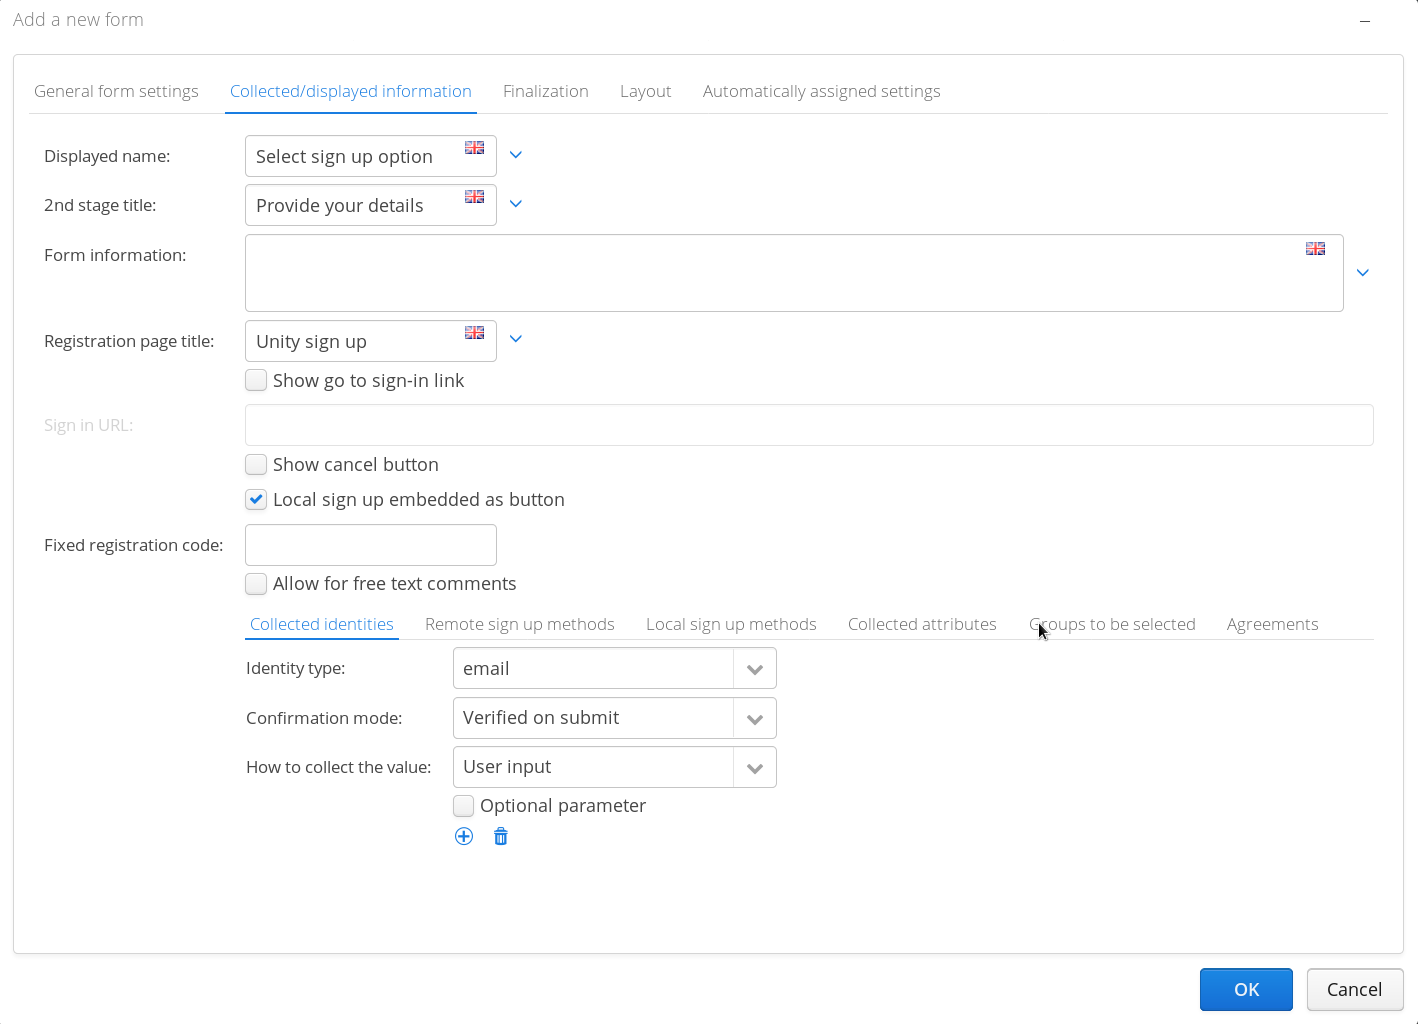 Add a new form
General form settings Collected/displayed information Finalization Layout Automatically assigned settings
Displayed name: Select sign up option
2nd stage title: Provide your details
Form information:
Registration page title: Unity sign up
Show go to sign-in link
Sign in URL:
Show cancel button
Local sign up embedded as button
Fixed registration code:
Allow for free text comments
Collected identities Remote sign up methods Local sign up methods Collected attributes Groups to be selected Agreements
Identity type: email
Confirmation mode: Verified on submit
How to collect the value: User input
Optional parameter
OK Cancel